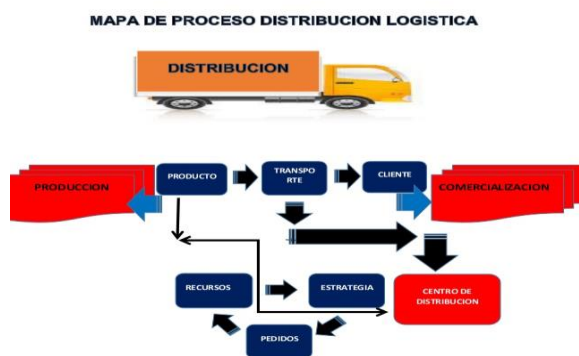 MAPA DE PROCESO DISTRIBUCION LOGISTICA
DISTRIBUCION
PRODUCCION
PRODUCTO
TRANSPO
RTE
CLIENTE
COMERCIALIZACION
RECURSOS
ESTRATEGIA
CENTRO DE
DISTRIBUCION
PEDIDOS